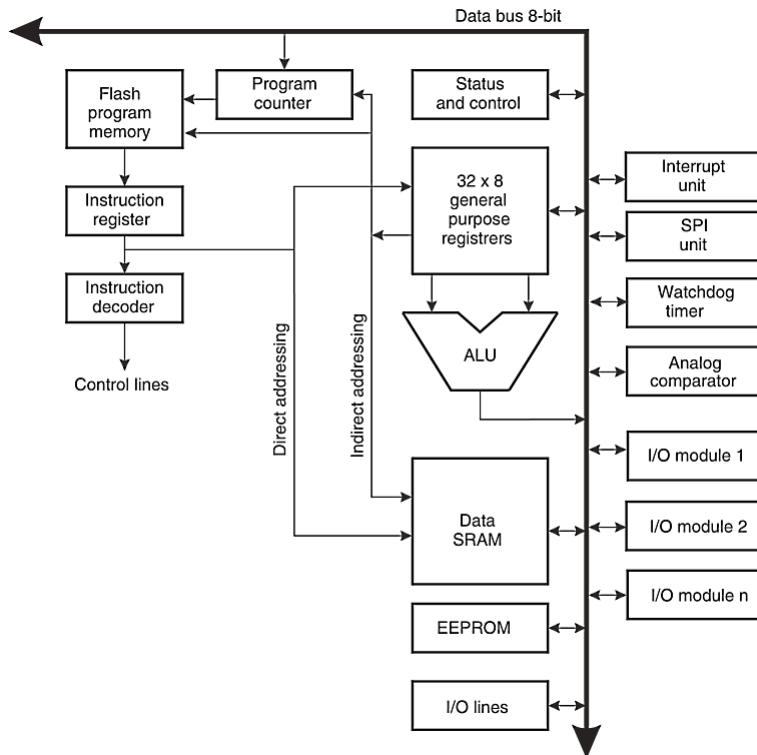 Data bus 8-bit
Flash
program
memory
Program
counter
Status
and control
Instruction
register
32 x 8
general
purpose
registrers
Interrupt
unit
SPI
unit
Instruction
decoder
Watchdog
timer
ALU
Analog
comparator
Control lines
Direct addressing
Indirect addressing
I/O module 1
Data
SRAM
I/O module 2
I/O module n
EEPROM
I/O lines